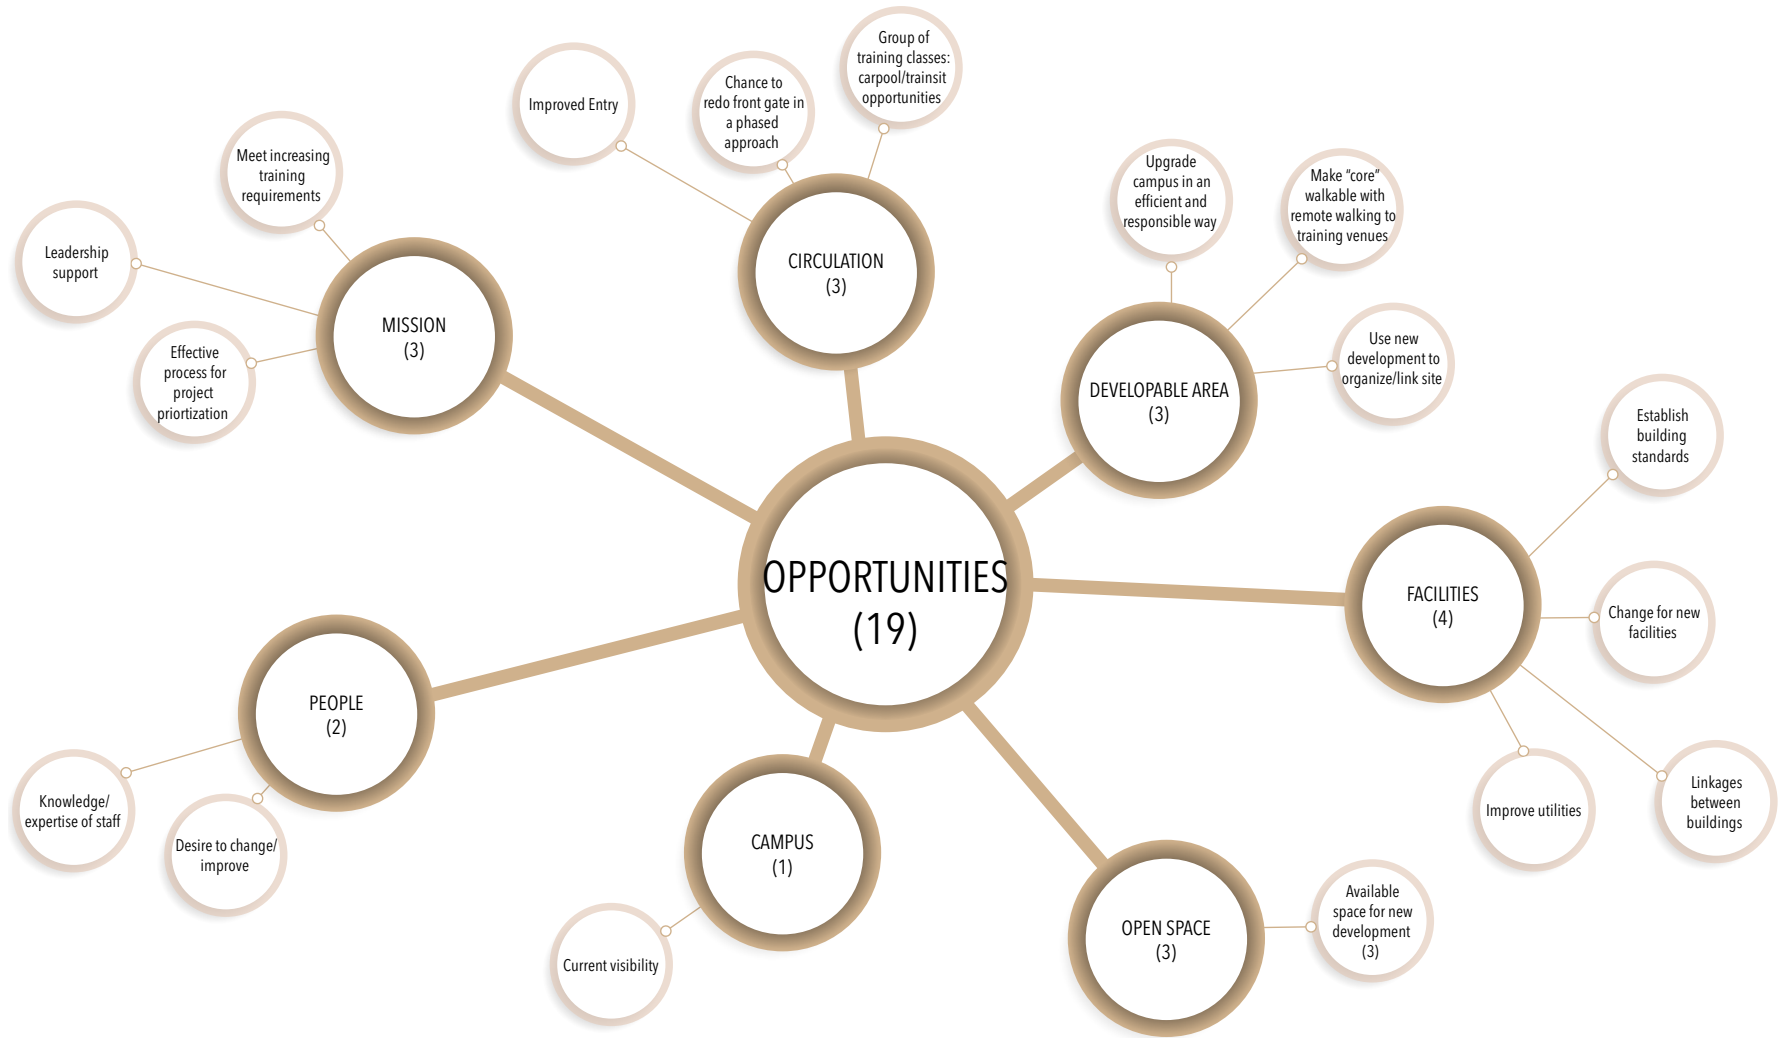 OPPORTUNITIES
(19)
MISSION
(3)
Meet increasing
training
requirements
Leadership
support
Effective
process for
project
priortization
CIRCULATION
(3)
Improved Entry
Chance to
redo front gate in
a phased
approach
Group of
training classes:
carpool/trainsit
opportunities
DEVELOPABLE AREA
(3)
Upgrade
campus in an
efficient and
responsible way
Make “core”
walkable with
remote walking to
training venues
Use new
development to
organize/link site
FACILITIES
(4)
Establish
building
standards
Change for new
facilities
Linkages
between
buildings
Improve utilities
OPEN SPACE
(3)
Available
space for new
development
(3)
CAMPUS
(1)
Current visibility
PEOPLE
(2)
Knowledge/
expertise of staff
Desire to change/
improve